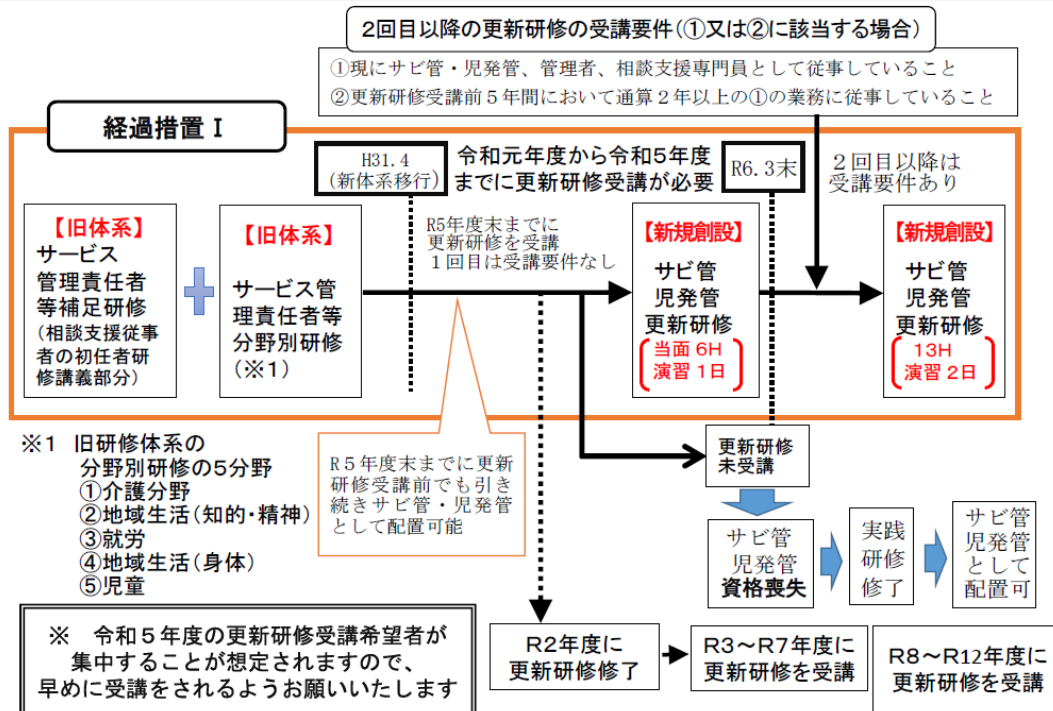 2回目以降の更新研修の受講要件（①又は②に該当する場合）
①現にサビ管・児発管、管理者、相談支援専門員として従事していること
②更新研修受講前５年間において通算２年以上の①の業務に従事していること
経過措置Ⅰ
H31.4
(新体系移行)
令和元年度から令和5年度
までに更新研修受講が必要
R6.3末
２回目以降は
受講要件あり
【旧体系】
サービス
管理責任者
等補足研修
（相談支援従事
者の初任者研
修講義部分）
【旧体系】
サービス管
理責任者等
分野別研修
（※1）
R5年度末までに
更新研修を受講
１回目は受講要件なし
【新規創設】
サビ管
児発管
更新研修
当面 6H
演習 1日
【新規創設】
サビ管
児発管
更新研修
13H
演習 2日
※1　旧研修体系の
分野別研修の5分野
①介護分野
②地域生活（知的・精神）
③就労
④地域生活（身体）
⑤児童
R５年度末までに更新
研修受講前でも引き
続きサビ管・児発管
として配置可能
更新研修
未受講
サビ管
児発管
資格喪失
実践
研修
修了
サビ管
児発管
として
配置可
※　令和５年度の更新研修受講希望者が
集中することが想定されますので、
早めに受講をされるようお願いいたします
R2年度に
更新研修修了
R3～R7年度に
更新研修を受講
R8～R12年度に
更新研修を受講